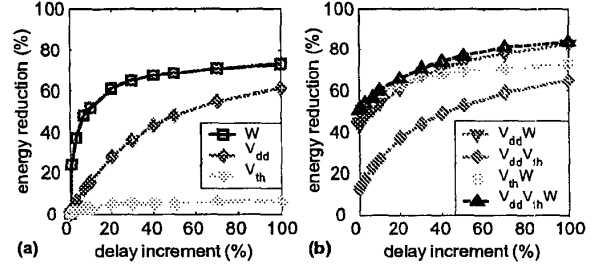 energy reduction (%)
100
80
60
40
20
0
W
Vdd
Vth
0 20 40 60 80 100
(a) delay increment (%)
energy reduction (%)
100
80
60
40
20
0
VddW
VddVth
VthW
VddVthW
0 20 40 60 80 100
(b) delay increment (%)